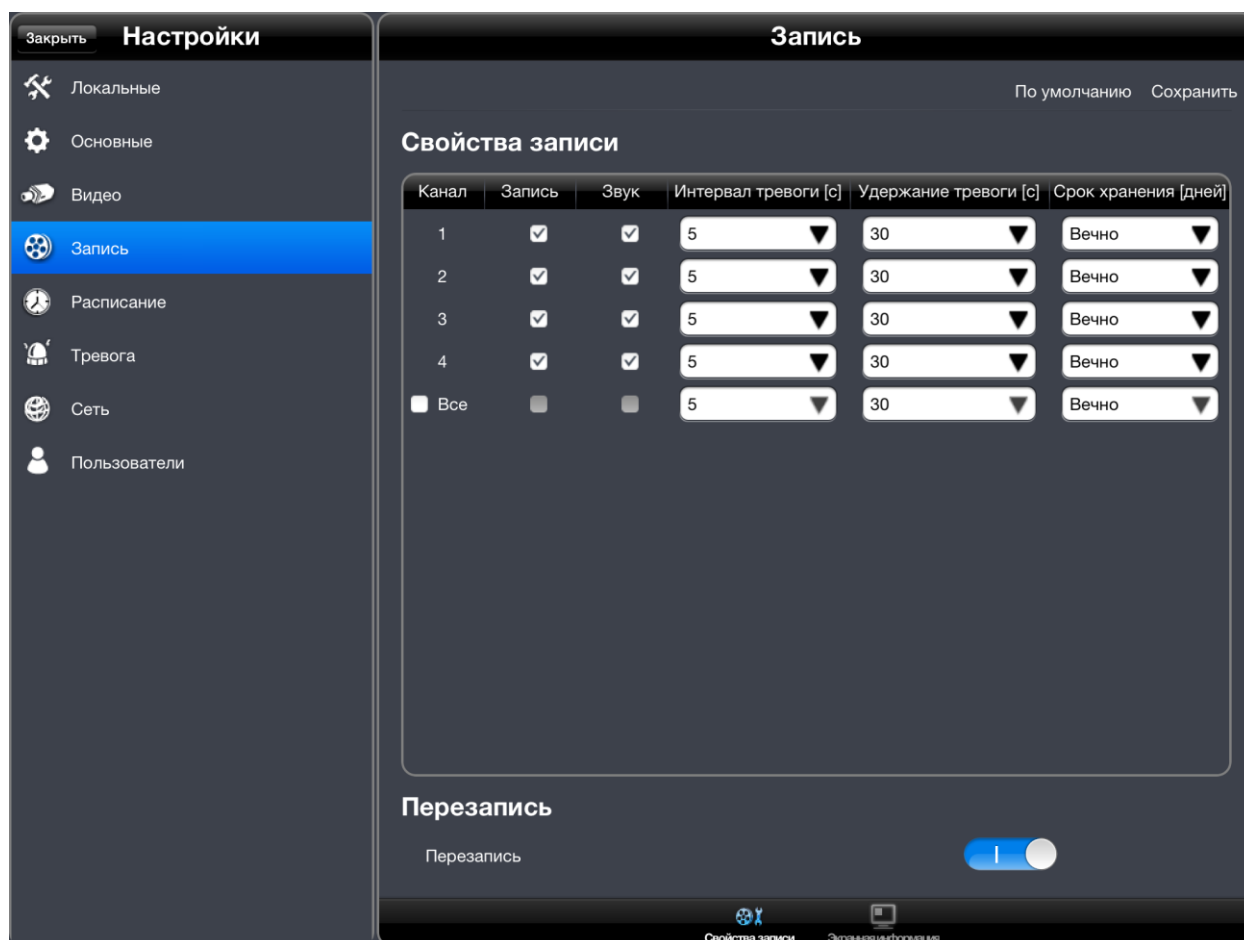 Закрыть Настройки
Запись
Локальные
Основные
Видео
Запись
Расписание
Тревога
Сеть
Пользователи
По умолчанию Сохранить
Свойства записи
Канал Запись Звук Интервал тревоги [с] Удержание тревоги [с] Срок хранения [дней]
1 5 30 Вечно
2 5 30 Вечно
3 5 30 Вечно
4 5 30 Вечно
Все 5 30 Вечно
Перезапись
Перезапись
Свойства записи Экранная информация